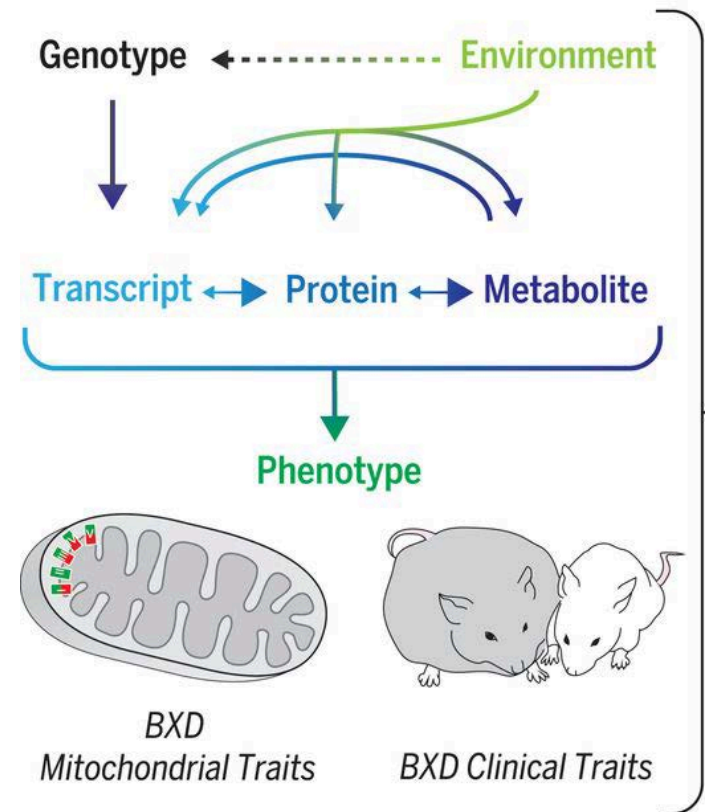 Genotype Environment
Transcript Protein Metabolite
Phenotype
BXD
Mitochondrial Traits
BXD Clinical Traits